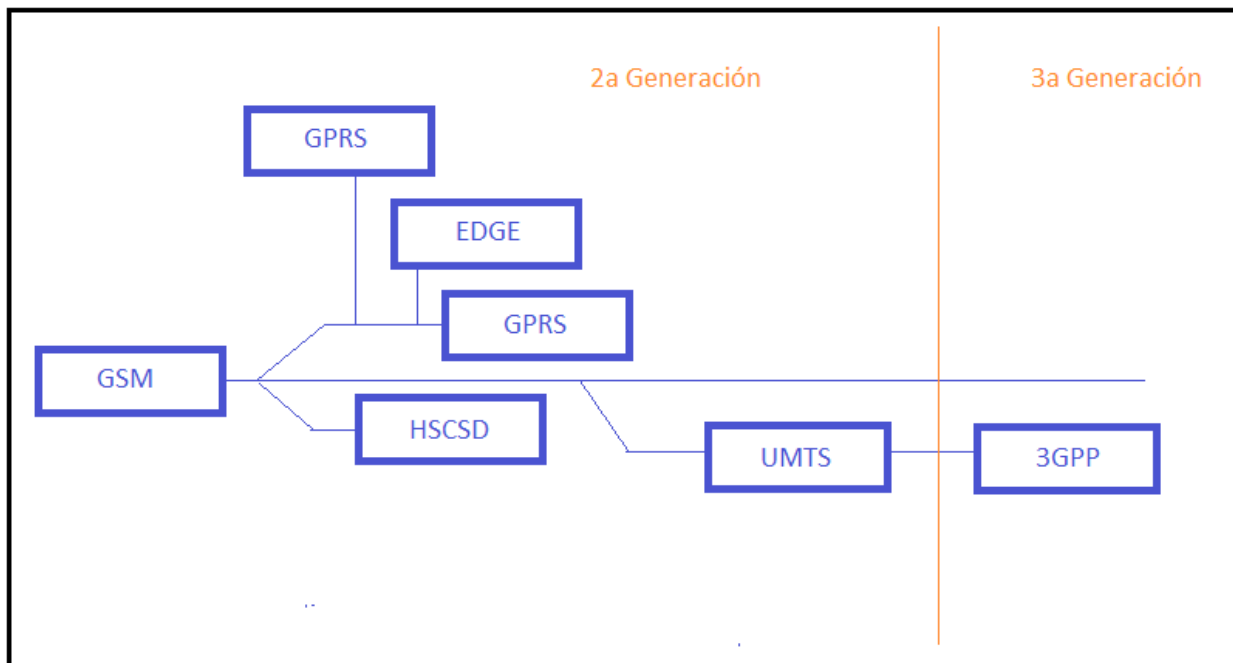 2a Generación
3a Generación
GPRS
EDGE
GPRS
GSM
HSCSD
UMTS
3GPP